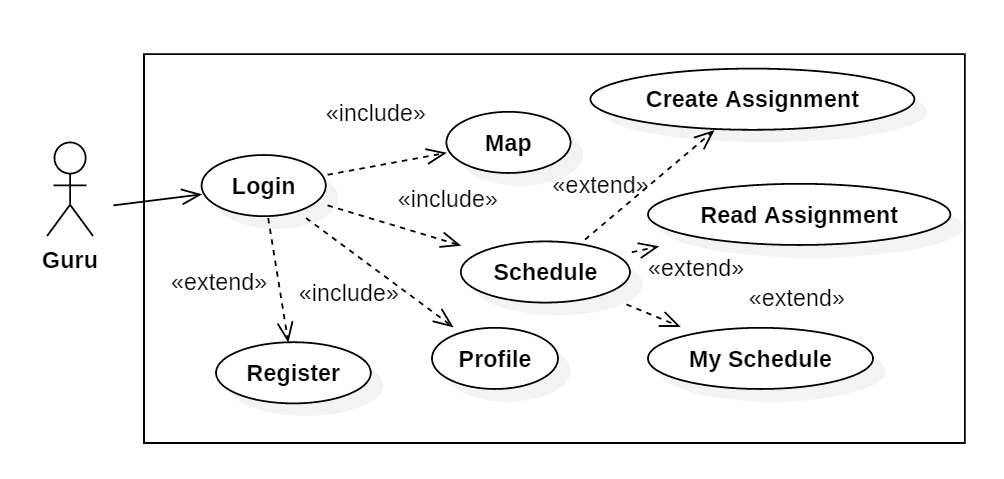 Create Assignment
«include»
Map
Login
«extend»
«include»
Read Assignment
Guru
Schedule
«extend»
«extend»
«include»
«extend»
Register
Profile
My Schedule